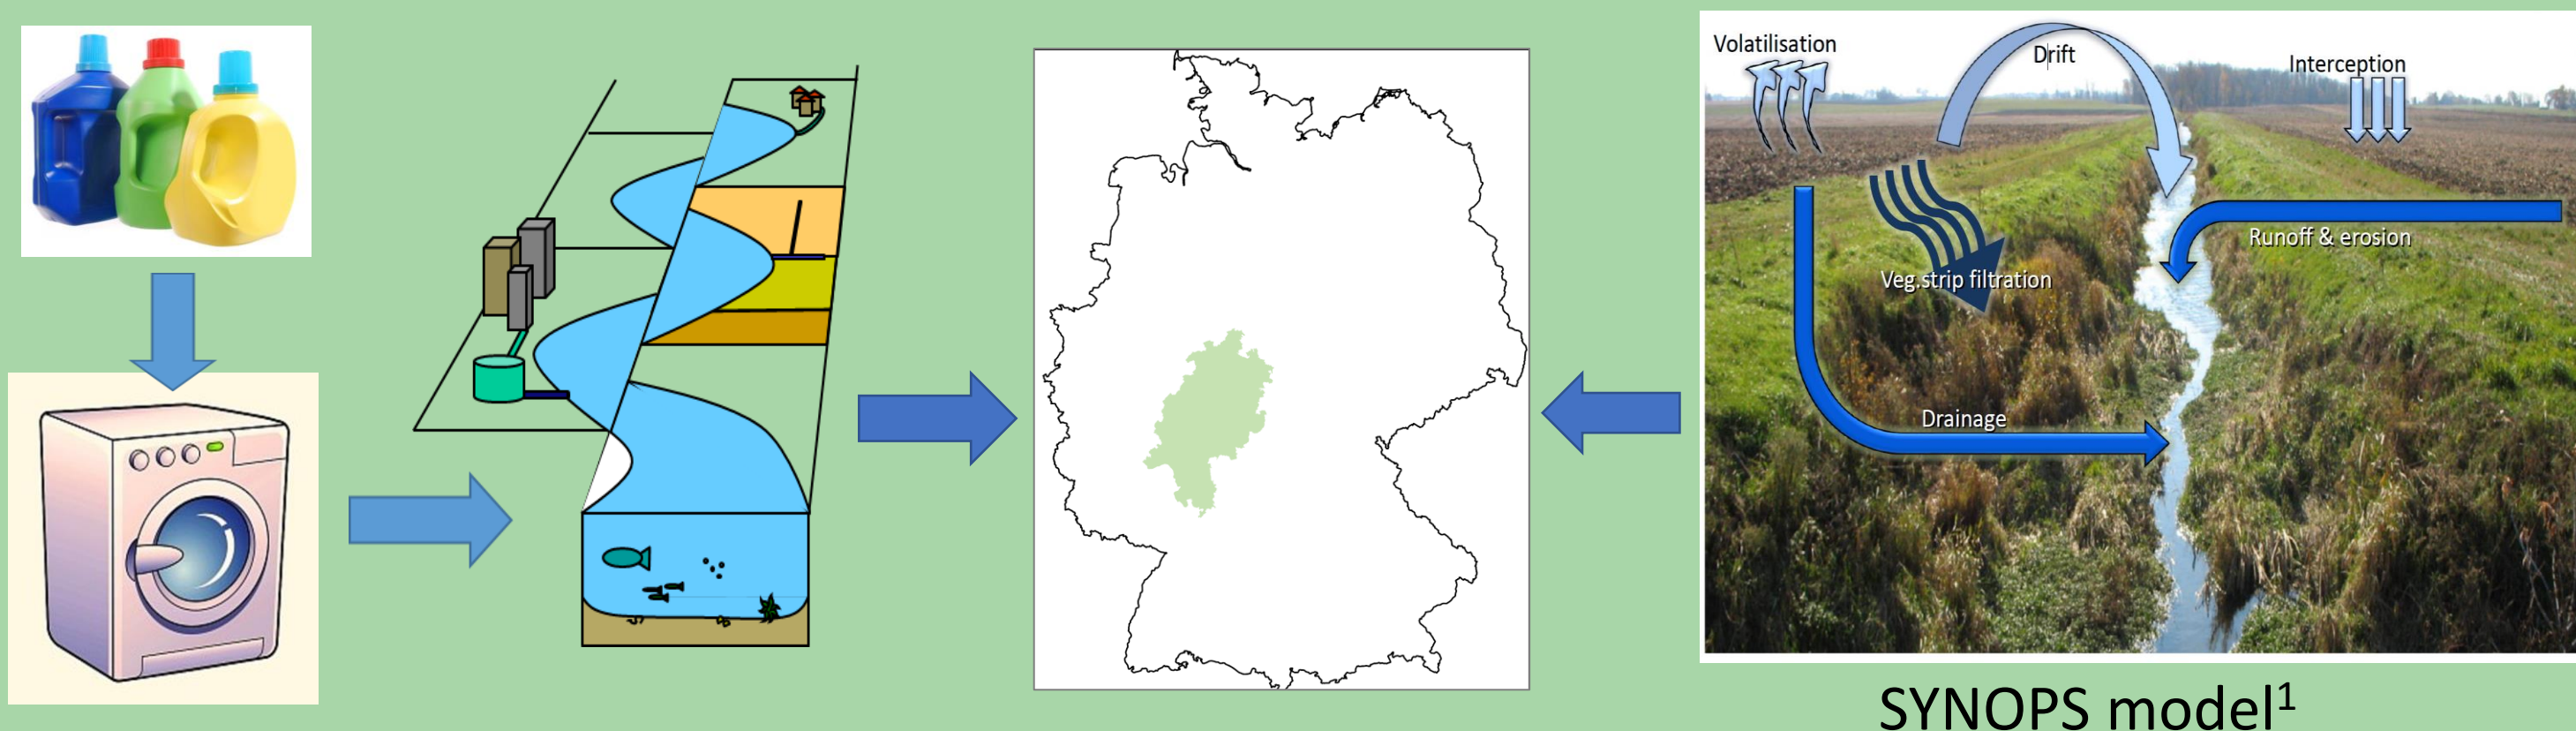 Volatilisation
Drift
Interception
Runoff & erosion
Veg.strip filtration
Drainage
SYNOPS model¹